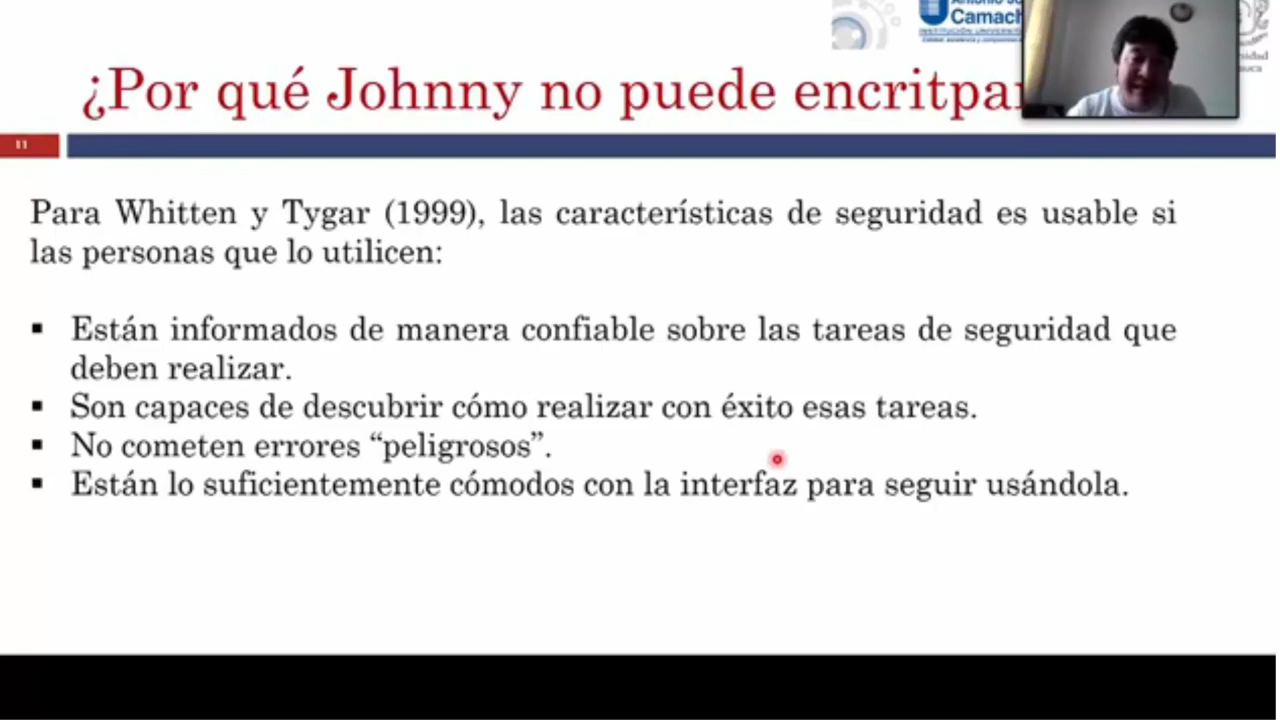 Camach
¿Por qué Johnny no puede encritpar
11
Para Whitten y Tygar (1999), las características de seguridad es usable si
las personas que lo utilicen:
▪ Están informados de manera confiable sobre las tareas de seguridad que
deben realizar.
▪ Son capaces de descubrir cómo realizar con éxito esas tareas.
▪ No cometen errores “peligrosos”.
▪ Están lo suficientemente cómodos con la interfaz para seguir usándola.